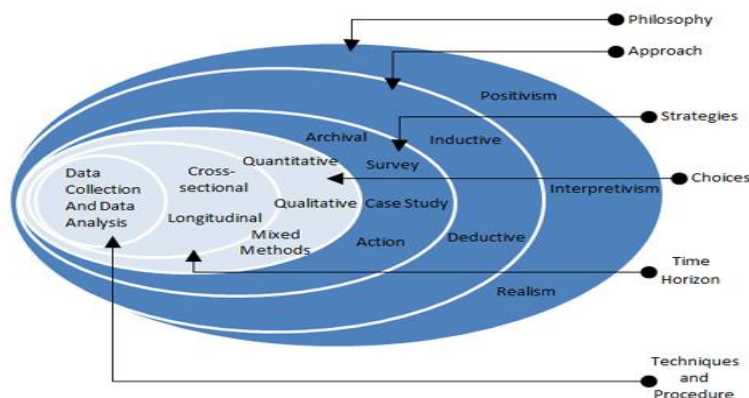 Philosophy
Approach
Positivism
Strategies
Archival
Inductive
Quantitative
Survey
Choices
Data
Collection
And Data
Analysis
Cross-
sectional
Interpretivism
Longitudinal
Qualitative
Case Study
Mixed
Methods
Action
Deductive
Time
Horizon
Realism
Techniques
and
Procedure